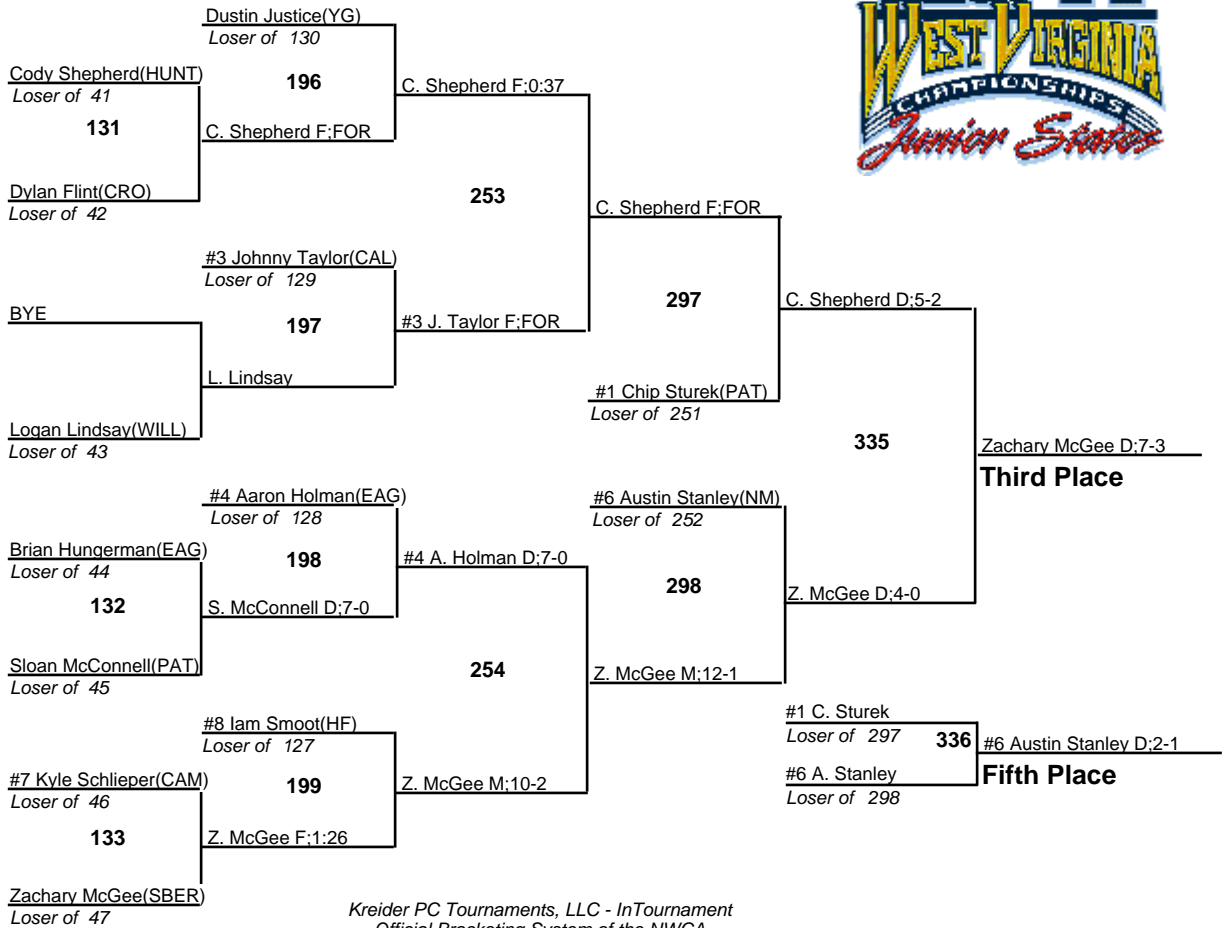 Dustin Justice(YG)
Loser of 130
Cody Shepherd(HUNT)
Loser of 41
196
C. Shepherd F;0:37
131
C. Shepherd F;FOR
Dylan Flint(CRO)
Loser of 42
253
C. Shepherd F;FOR
#3 Johnny Taylor(CAL)
Loser of 129
BYE
197
#3 J. Taylor F;FOR
297
C. Shepherd D;5-2
L. Lindsay
#1 Chip Sturek(PAT)
Loser of 251
Logan Lindsay(WILL)
Loser of 43
335
Zachary McGee D;7-3
Third Place
#4 Aaron Holman(EAG)
Loser of 128
#6 Austin Stanley(NM)
Loser of 252
Brian Hungerman(EAG)
Loser of 44
198
#4 A. Holman D;7-0
298
Z. McGee D;4-0
132
S. McConnell D;7-0
Sloan McConnell(PAT)
Loser of 45
254
Z. McGee M;12-1
#8 Iam Smoot(HF)
Loser of 127
#1 C. Sturek
Loser of 297
336
#6 Austin Stanley D;2-1
Fifth Place
#6 A. Stanley
Loser of 298
#7 Kyle Schlieper(CAM)
Loser of 46
199
Z. McGee M;10-2
133
Z. McGee F;1:26
Zachary McGee(SBER)
Loser of 47
Kreider PC Tournaments, LLC - InTournament
Official Bracketing System of the NWCA
WEST VIRGINIA
CHAMPIONSHIPS
Junior States